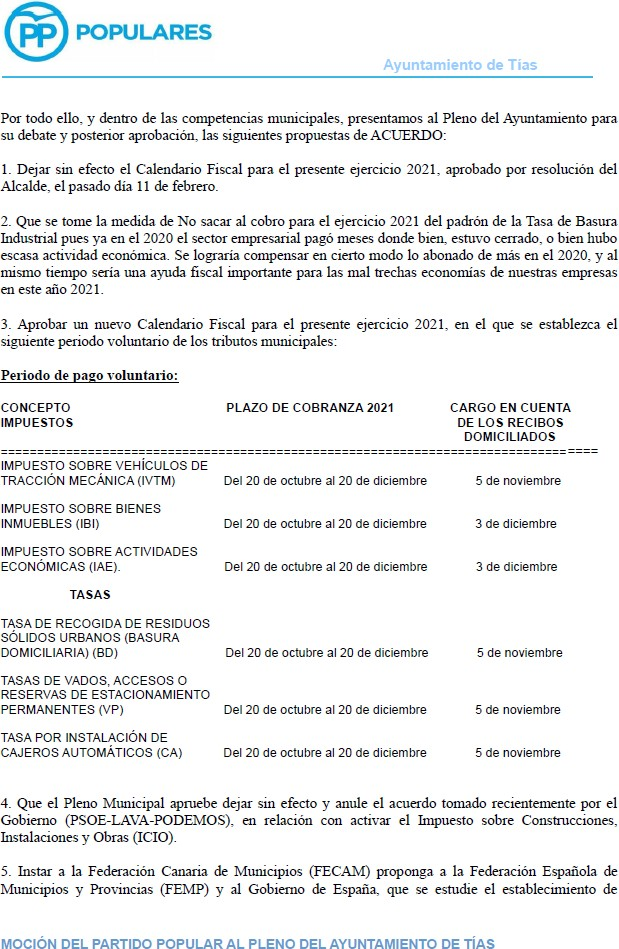 PP POPULARES
Ayuntamiento de Tías
Por todo ello, y dentro de las competencias municipales, presentamos al Pleno del Ayuntamiento para
su debate y posterior aprobación, las siguientes propuestas de ACUERDO:
1. Dejar sin efecto el Calendario Fiscal para el presente ejercicio 2021, aprobado por resolución del
Alcalde, el pasado día 11 de febrero.
2. Que se tome la medida de No sacar al cobro para el ejercicio 2021 del padrón de la Tasa de Basura
Industrial pues ya en el 2020 el sector empresarial pagó meses donde bien, estuvo cerrado, o bien hubo
escasa actividad económica. Se lograría compensar en cierto modo lo abonado de más en el 2020, y al
mismo tiempo sería una ayuda fiscal importante para las mal trechas economías de nuestras empresas
en este año 2021.
3. Aprobar un nuevo Calendario Fiscal para el presente ejercicio 2021, en el que se establezca el
siguiente periodo voluntario de los tributos municipales:
Periodo de pago voluntario:
CONCEPTO PLAZO DE COBRANZA 2021 CARGO EN CUENTA
IMPUESTOS DE LOS RECIBOS
DOMICILIADOS
==================================================================================
IMPUESTO SOBRE VEHÍCULOS DE
TRACCIÓN MECÁNICA (IVTM) Del 20 de octubre al 20 de diciembre 5 de noviembre
IMPUESTO SOBRE BIENES
INMUEBLES (IBI) Del 20 de octubre al 20 de diciembre 3 de diciembre
IMPUESTO SOBRE ACTIVIDADES
ECONÓMICAS (IAE). Del 20 de octubre al 20 de diciembre 3 de diciembre
TASAS
TASA DE RECOGIDA DE RESIDUOS
SÓLIDOS URBANOS (BASURA
DOMICILIARIA) (BD) Del 20 de octubre al 20 de diciembre 5 de noviembre
TASAS DE VADOS, ACCESOS O
RESERVAS DE ESTACIONAMIENTO
PERMANENTES (VP) Del 20 de octubre al 20 de diciembre 5 de noviembre
TASA POR INSTALACIÓN DE
CAJEROS AUTOMÁTICOS (CA) Del 20 de octubre al 20 de diciembre 5 de noviembre
4. Que el Pleno Municipal apruebe dejar sin efecto y anule el acuerdo tomado recientemente por el
Gobierno (PSOE-LAVA-PODEMOS), en relación con activar el Impuesto sobre Construcciones,
Instalaciones y Obras (ICIO).
5. Instar a la Federación Canaria de Municipios (FECAM) proponga a la Federación Española de
Municipios y Provincias (FEMP) y al Gobierno de España, que se estudie el establecimiento de
MOCIÓN DEL PARTIDO POPULAR AL PLENO DEL AYUNTAMIENTO DE TÍAS